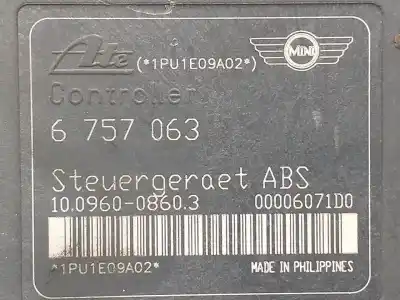 Ate (*1PU1E09A02*) MINI
Controller
6 757 063
Steuergeraet ABS
10.0960-0860.3 00006071D0
*1PU1E09A02* MADE IN PHILIPPINES